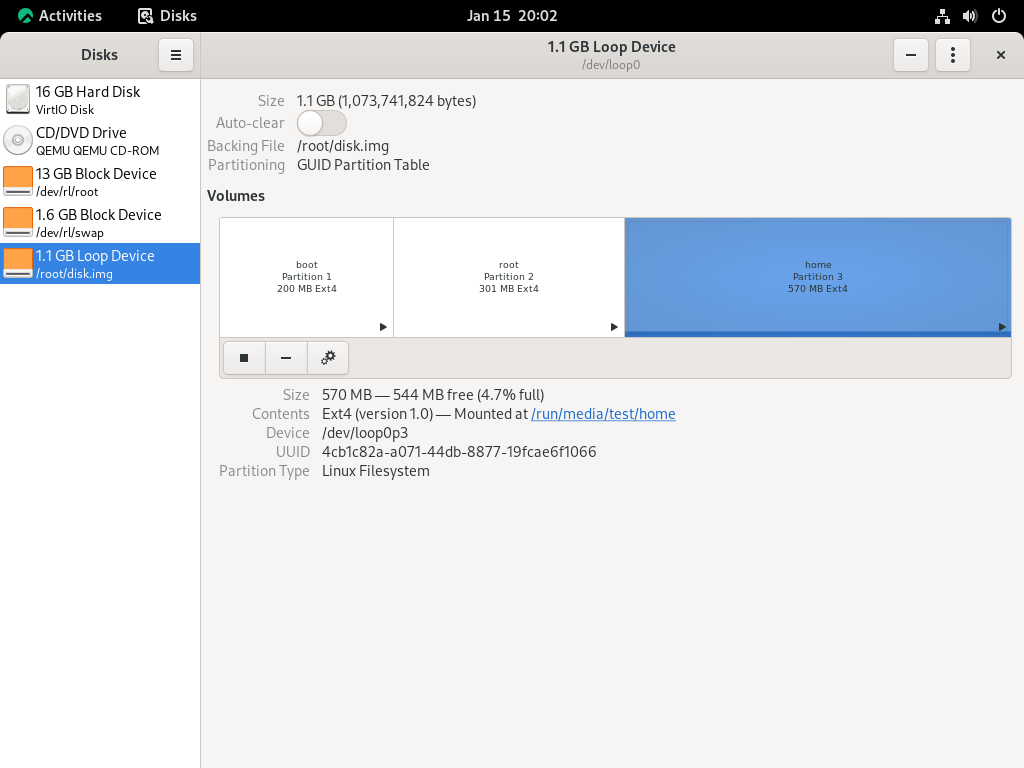 Activities
Disks
Jan 15 20:02
Disks
1.1 GB Loop Device
/dev/loop0
16 GB Hard Disk
VirtIO Disk
CD/DVD Drive
QEMU QEMU CD-ROM
13 GB Block Device
/dev/rl/root
1.6 GB Block Device
/dev/rl/swap
1.1 GB Loop Device
/root/disk.img
Size 1.1 GB (1,073,741,824 bytes)
Auto-clear
Backing File /root/disk.img
Partitioning GUID Partition Table
Volumes
boot
Partition 1
200 MB Ext4
root
Partition 2
301 MB Ext4
home
Partition 3
570 MB Ext4
Size 570 MB — 544 MB free (4.7% full)
Contents Ext4 (version 1.0) — Mounted at /run/media/test/home
Device /dev/loop0p3
UUID 4cb1c82a-a071-44db-8877-19fcae6f1066
Partition Type Linux Filesystem